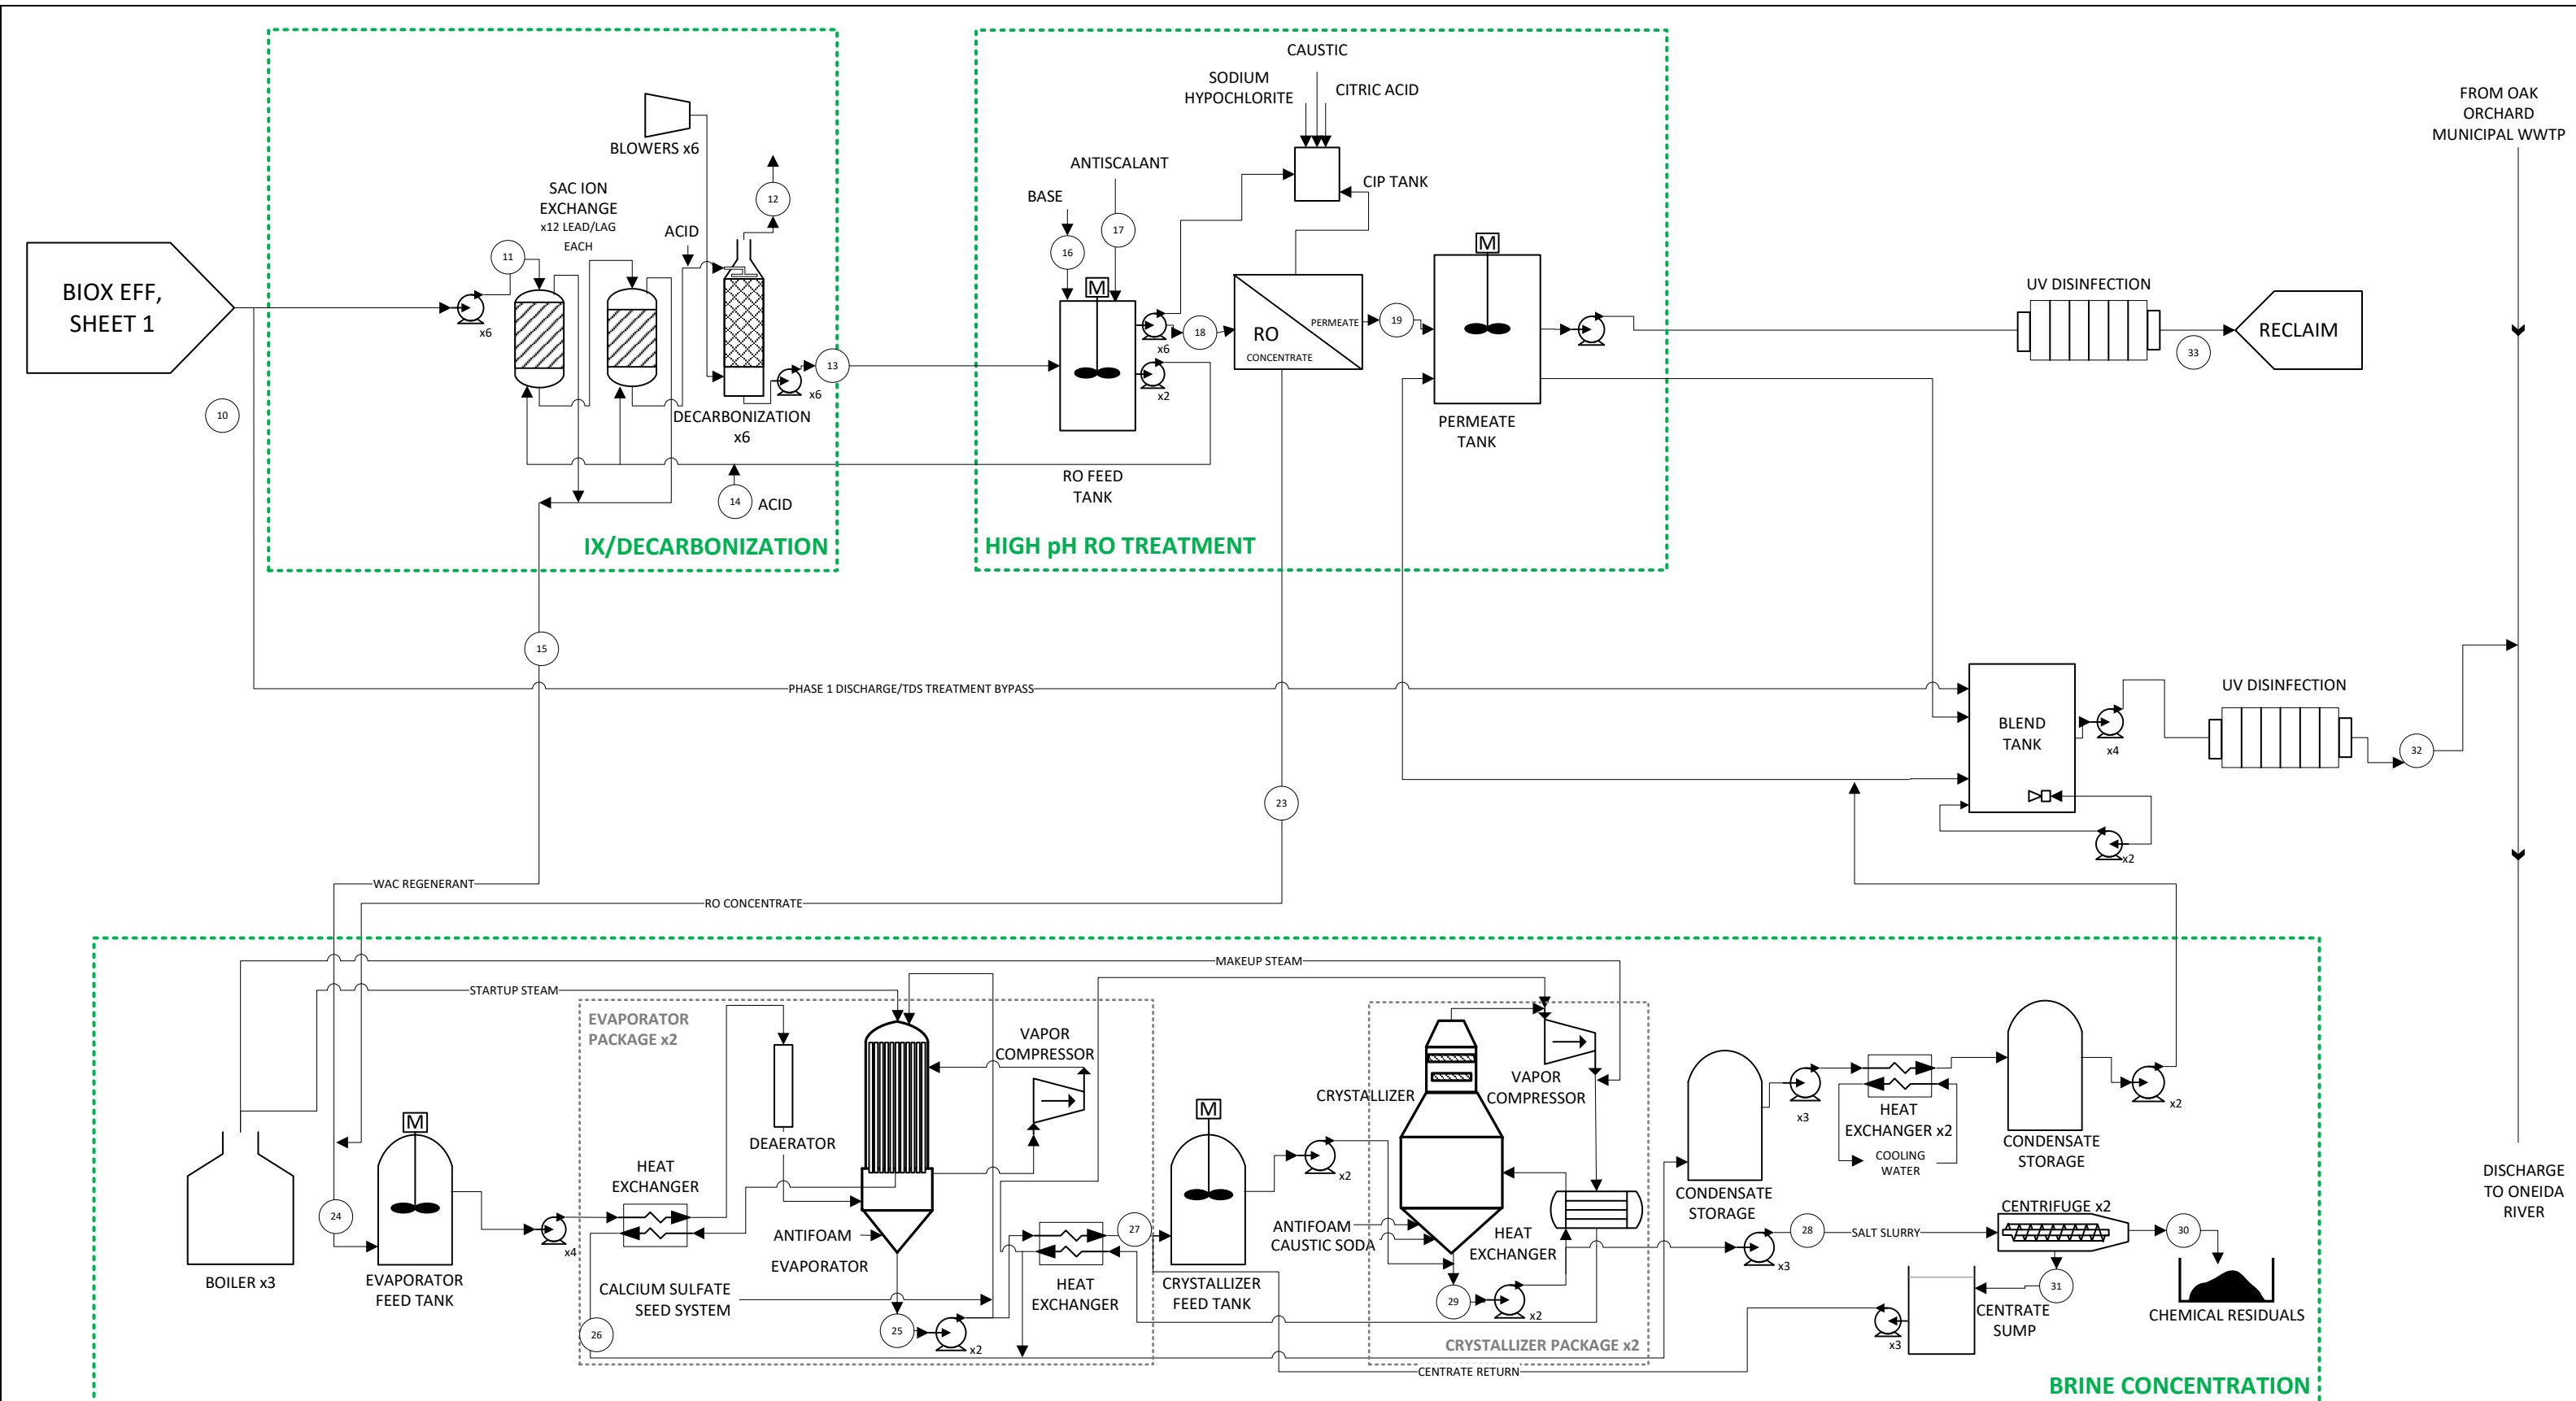 CAUSTIC
SODIUM
HYPOCHLORITE
CITRIC ACID
FROM OAK
ORCHARD
MUNICIPAL WWTP
BLOWERS x6
ANTISCALANT
CIP TANK
SAC ION
EXCHANGE
x12 LEAD/LAG
EACH
12
BASE
17
ACID
16
11
M
M
BIOX EFF,
SHEET 1
x6
UV DISINFECTION
RO
PERMEATE
CONCENTRATE
18
19
x6
RECLAIM
33
13
x6
x2
10
DECARBONIZATION
x6
PERMEATE
TANK
RO FEED
TANK
14
ACID
IX/DECARBONIZATION
HIGH pH RO TREATMENT
15
PHASE 1 DISCHARGE/TDS TREATMENT BYPASS
UV DISINFECTION
BLEND
TANK
x4
32
23
x2
WAC REGENERANT
RO CONCENTRATE
MAKEUP STEAM
STARTUP STEAM
EVAPORATOR
PACKAGE x2
VAPOR
COMPRESSOR
VAPOR
COMPRESSOR
CRYSTALLIZER
M
M
x3
x2
HEAT
EXCHANGER x2
COOLING
WATER
CONDENSATE
STORAGE
DEAERATOR
HEAT
EXCHANGER
x2
CONDENSATE
STORAGE
DISCHARGE
TO ONEIDA
RIVER
24
x4
ANTIFOAM
EVAPORATOR
27
ANTIFOAM
CAUSTIC SODA
HEAT
EXCHANGER
x3
28
SALT SLURRY
CENTRIFUGE x2
30
BOILER x3
EVAPORATOR
FEED TANK
CALCIUM SULFATE
SEED SYSTEM
HEAT
EXCHANGER
CRYSTALLIZER
FEED TANK
29
x2
31
CENTRATE
SUMP
CHEMICAL RESIDUALS
26
25
x2
x3
CRYSTALLIZER PACKAGE x2
CENTRATE RETURN
BRINE CONCENTRATION